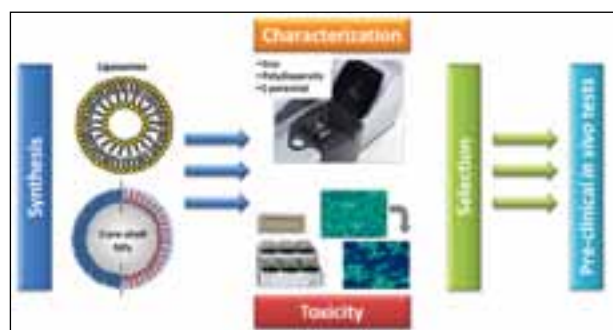 Synthesis
Liposomes
Core-shell
NPs
Characterization
•Size
•Polydispersity
•ζ potential
Toxicity
Selection
Pre-clinical in vivo tests